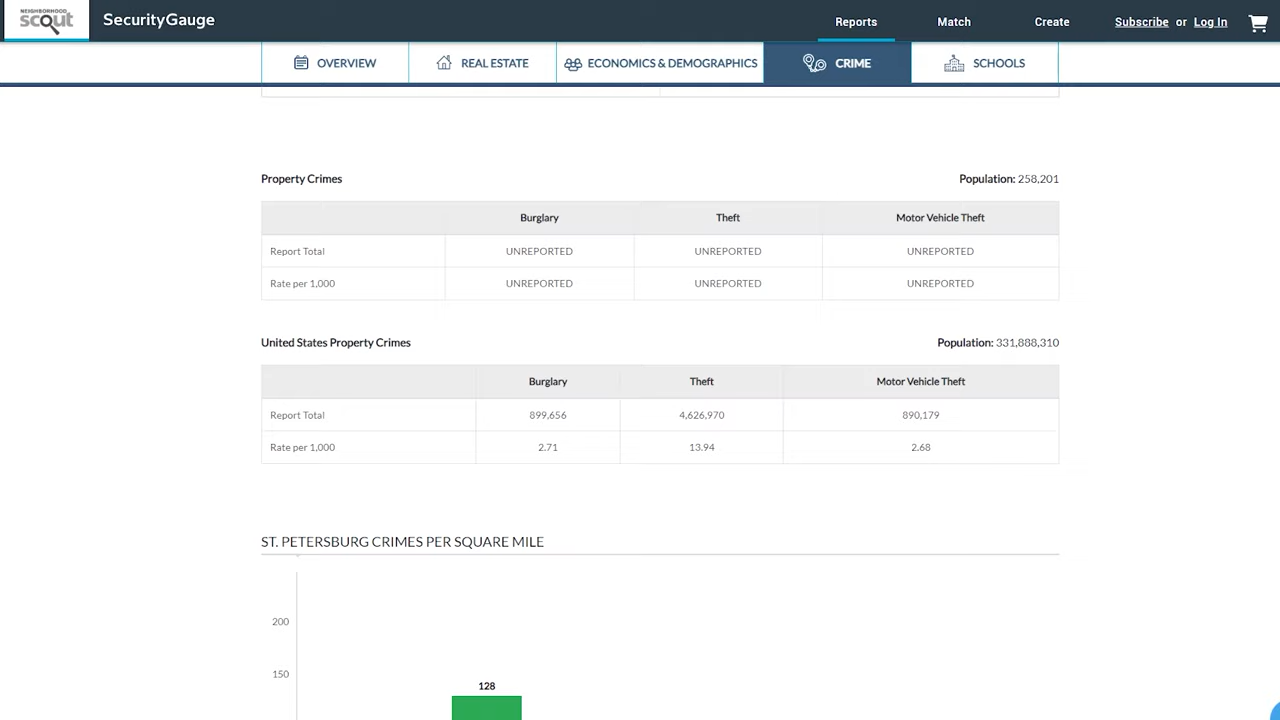 NEIGHBORHOOD
scout
SecurityGauge
Reports
Match
Create
Subscribe or Log In
OVERVIEW
REAL ESTATE
ECONOMICS & DEMOGRAPHICS
CRIME
SCHOOLS
Property Crimes
Population: 258,201
Burglary Theft Motor Vehicle Theft
Report Total UNREPORTED UNREPORTED UNREPORTED
Rate per 1,000 UNREPORTED UNREPORTED UNREPORTED
United States Property Crimes
Population: 331,888,310
Burglary Theft Motor Vehicle Theft
Report Total 899,656 4,626,970 890,179
Rate per 1,000 2.71 13.94 2.68
ST. PETERSBURG CRIMES PER SQUARE MILE
200
150
128